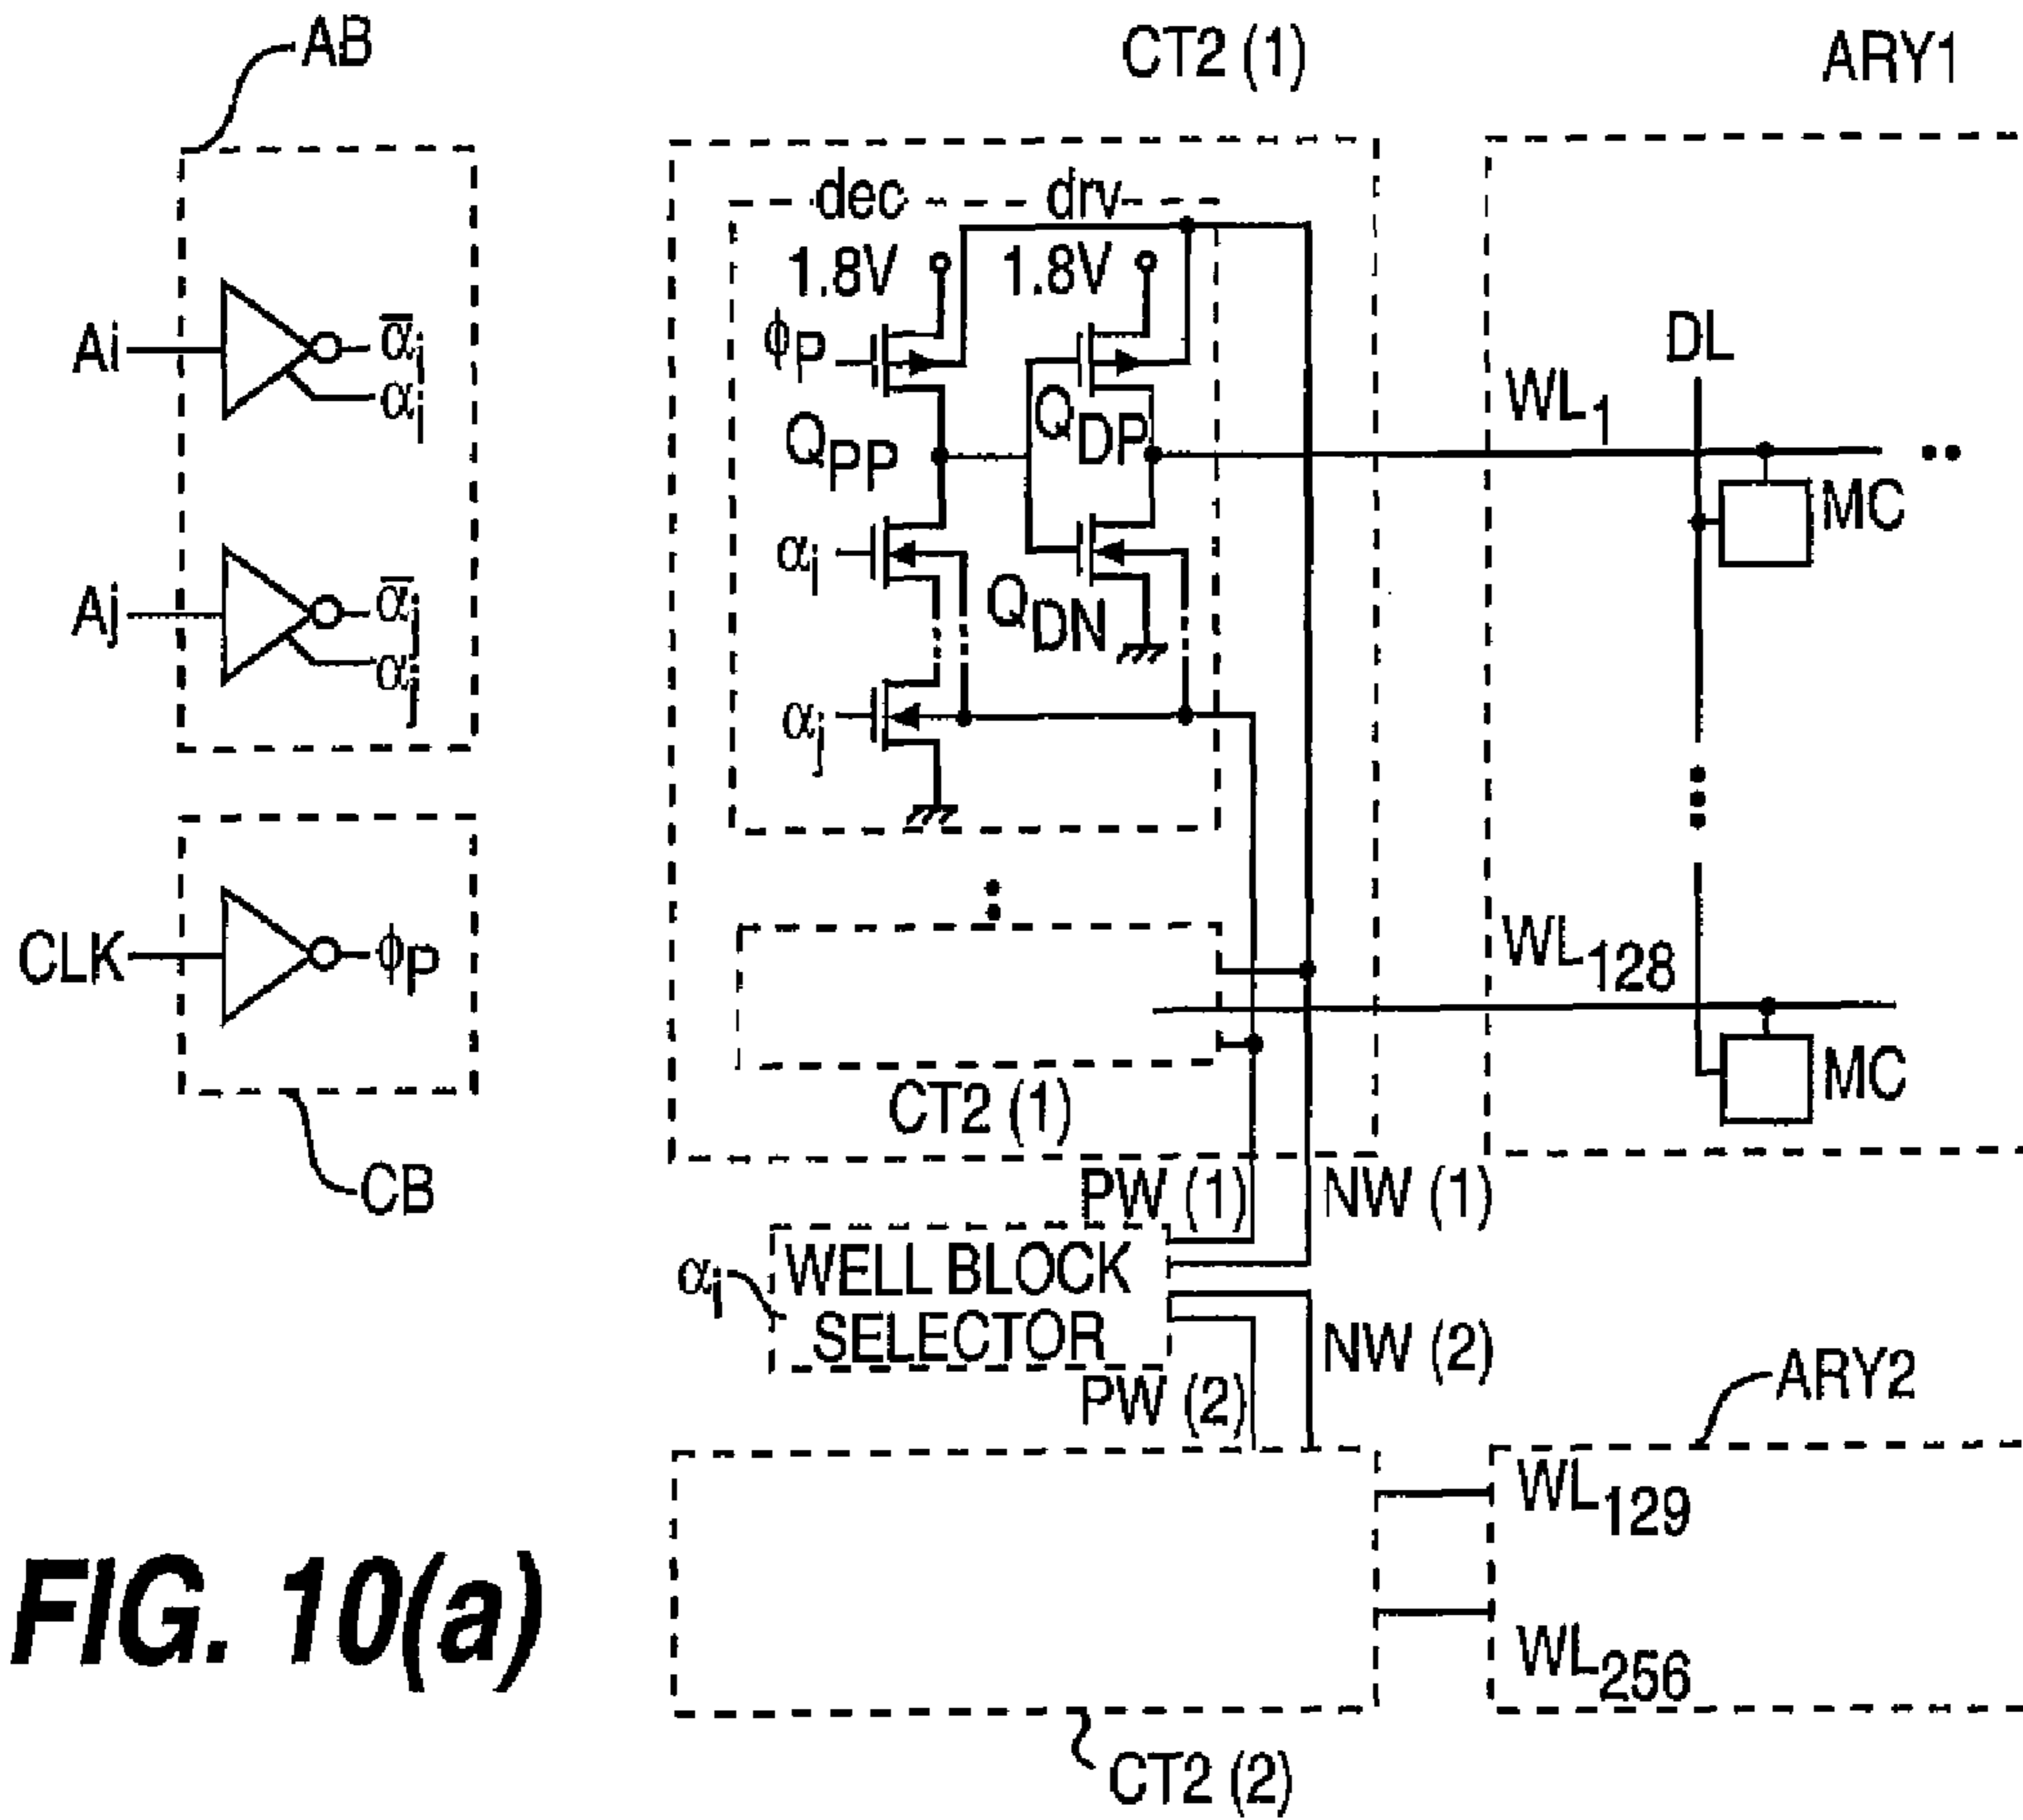 AB
CT2 (1)
ARY1
dec
drv
1.8V
1.8V
Ai
ᾱi
αi
ϕP
QPP
QDP
DL
WL1
MC
αi
QDN
Aj
ᾱj
αj
αj
CLK
ϕP
WL128
MC
CT2 (1)
CB
PW (1)
NW (1)
αi
WELL BLOCK
SELECTOR
NW (2)
PW (2)
ARY2
WL129
WL256
FIG. 10(a)
CT2 (2)